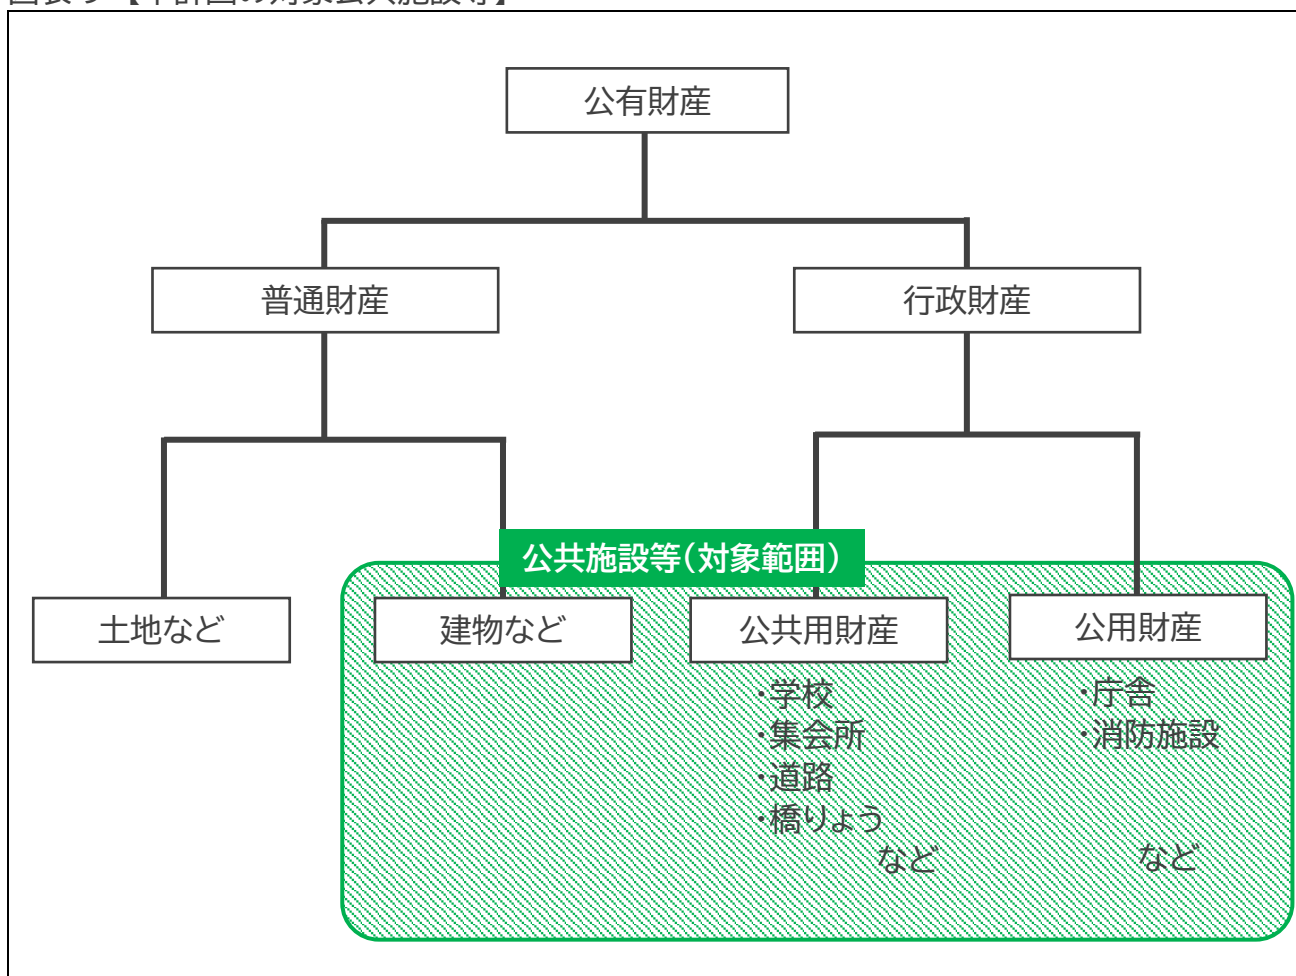 公有財産
普通財産
行政財産
公共施設等（対象範囲）
土地など
建物など
公共用財産
・学校
・集会所
・道路
・橋りょう
など
公用財産
・庁舎
・消防施設
など